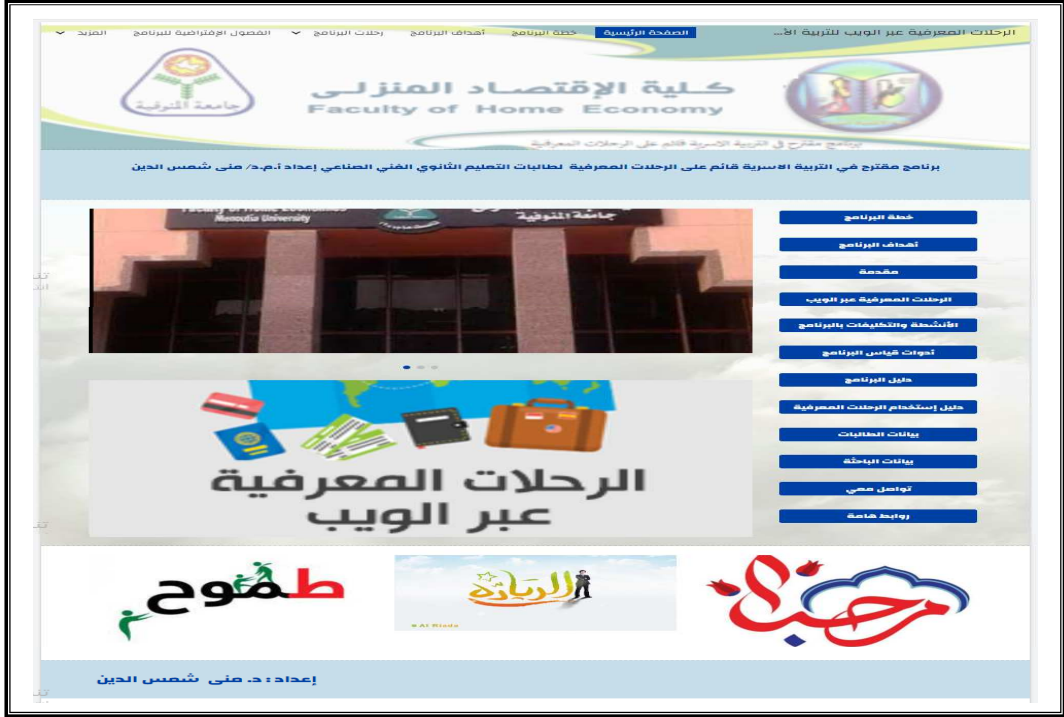 الرحلات المعرفية عبر الويب للتربية الأ...
الصفحة الرئيسية
خطة البرنامج
أهداف البرنامج
رحلات البرنامج
الفصول الإفتراضية للبرنامج
المزيد
كلية الإقتصاد المنزلى
Faculty of Home Economy
جامعة المنوفية
برنامج مقترح في التربية الاسرية قائم على الرحلات المعرفية
برنامج مقترح في التربية الاسرية قائم على الرحلات المعرفية لطالبات التعليم الثانوي الفني الصناعي إعداد أ.م.د/ منى شمس الدين
خطة البرنامج
أهداف البرنامج
مقدمة
الرحلات المعرفية عبر الويب
الأنشطة والتكليفات بالبرنامج
أدوات قياس البرنامج
دليل البرنامج
دليل إستخدام الرحلات المعرفية
بيانات الطالبات
بيانات الباحثة
تواصل معي
روابط هامة
Faculty of Home Economics
Menoufia University
جامعة المنوفية
الرحلات المعرفية
عبر الويب
مرحبا
الريادة
Al Riada
طموح
إعداد : د. منى شمس الدين